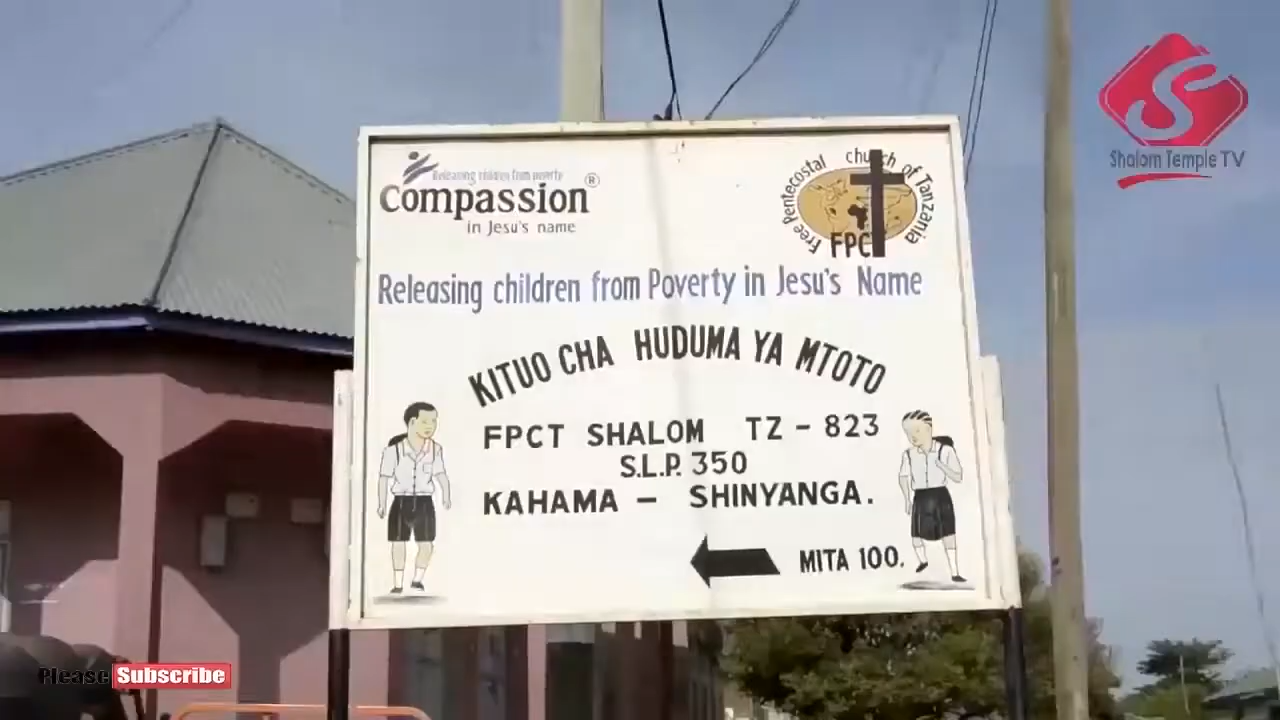 Releasing children from poverty
Compassion ®
in Jesu's name
Free Pentecostal church of Tanzania
FPCT
Releasing children from Poverty in Jesu's Name
KITUO CHA HUDUMA YA MTOTO
FPCT SHALOM TZ - 823
S.L.P. 350
KAHAMA - SHINYANGA.
MITA 100.
Shalom Temple TV
Please Subscribe